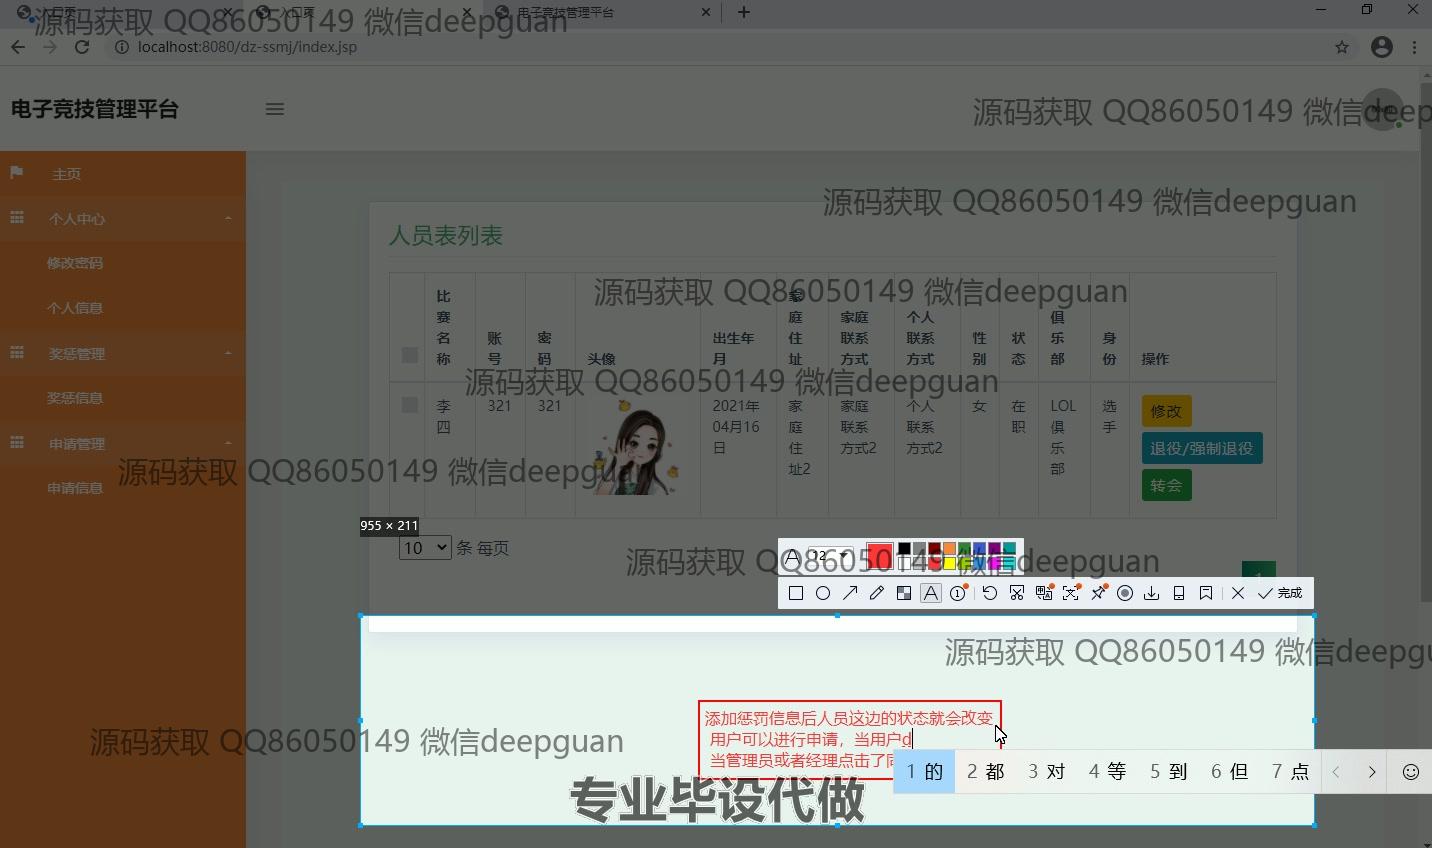 入口页
入口页
电子竞技管理平台
源码获取 QQ86050149 微信deepguan
localhost:8080/dz-ssmj/index.jsp
电子竞技管理平台
源码获取 QQ86050149 微信deep
主页
个人中心
修改密码
个人信息
奖惩管理
奖惩信息
申请管理
申请信息
源码获取 QQ86050149 微信deepguan
人员表列表
源码获取 QQ86050149 微信deepguan
比赛名称 账号 密码 头像 出生年月 家庭住址 家庭联系方式 个人联系方式 性别 状态 俱乐部 身份 操作
源码获取 QQ86050149 微信deepguan
李四 321 321 2021年04月16日 家庭住址2 家庭联系方式2 个人联系方式2 女 在职 LOL俱乐部 选手
修改
退役/强制退役
转会
源码获取 QQ86050149 微信deepguan
955 × 211
10 条 每页
源码获取 QQ86050149 微信deepguan
A 12
1
A 1 完成
源码获取 QQ86050149 微信deepgu
添加惩罚信息后人员这边的状态就会改变
用户可以进行申请，当用户d
当管理员或者经理点击了
源码获取 QQ86050149 微信deepguan
1 的 2 都 3 对 4 等 5 到 6 但 7 点
专业毕设代做